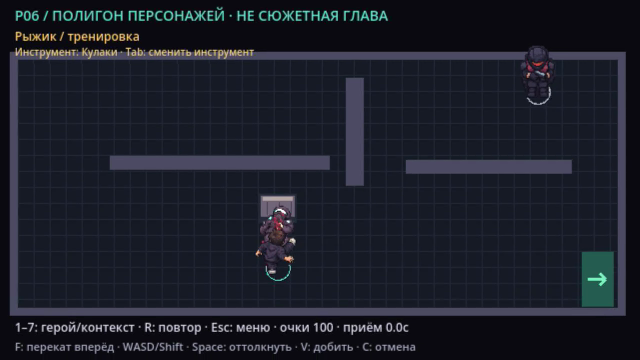 P06 / ПОЛИГОН ПЕРСОНАЖЕЙ · НЕ СЮЖЕТНАЯ ГЛАВА
Рыжик / тренировка
Инструмент: Кулаки · Tab: сменить инструмент
1–7: герой/контекст · R: повтор · Esc: меню · очки 100 · приём 0.0с
F: перекат вперёд · WASD/Shift · Space: оттолкнуть · V: добить · C: отмена